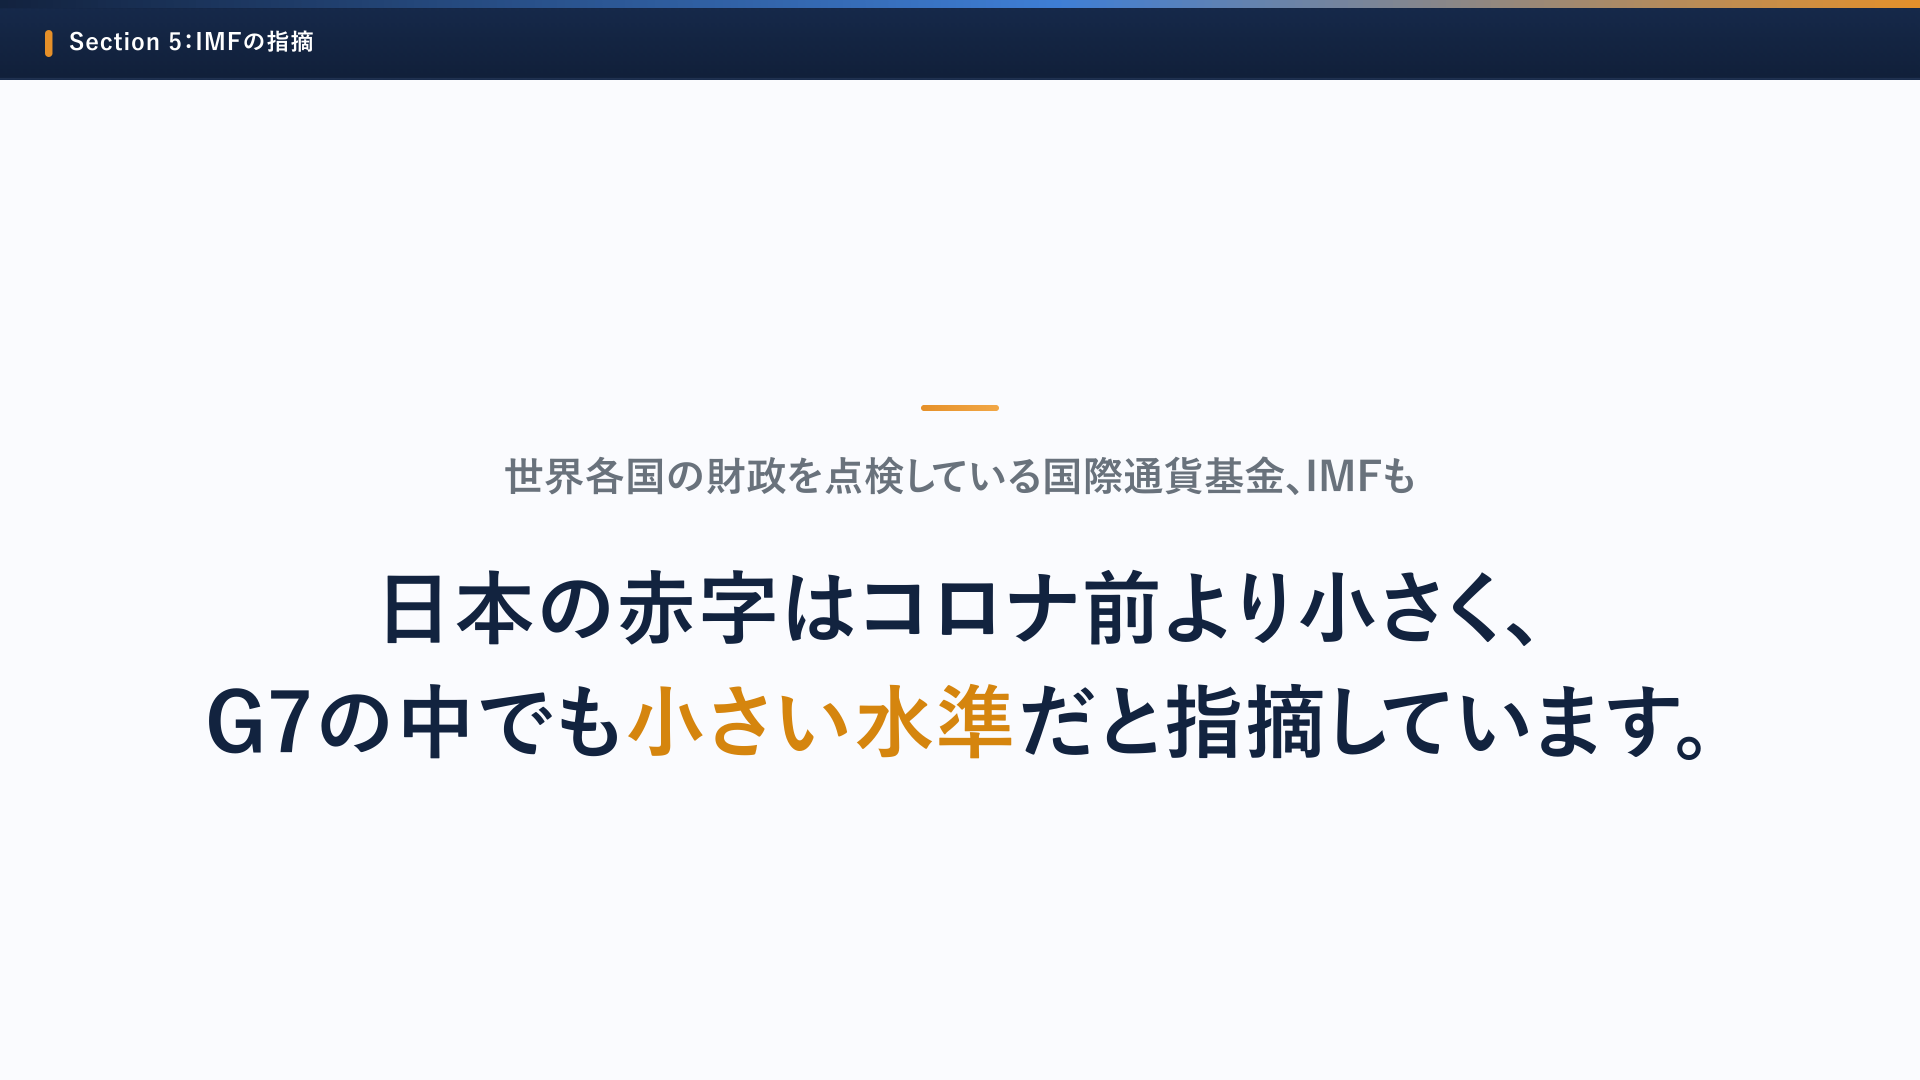 Section 5：IMFの指摘
世界各国の財政を点検している国際通貨基金、IMFも
日本の赤字はコロナ前より小さく、
G7の中でも小さい水準だと指摘しています。